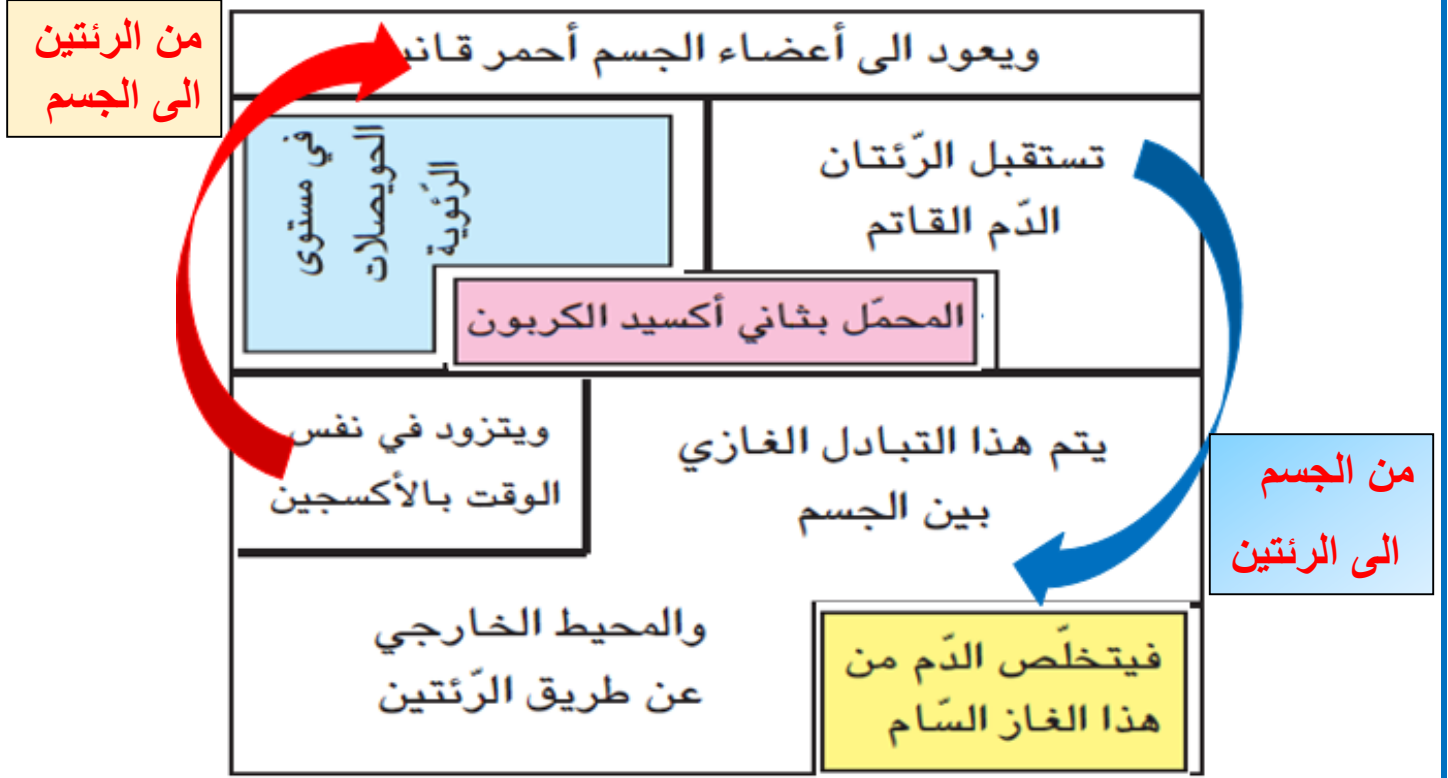 من الرئتين
الى الجسم
ويعود الى أعضاء الجسم أحمر
تستقبل الرّئتان
الدّم القاتم
في مستوى
الحويصلات
الرّئوية
المحمّل بثاني أكسيد الكربون
يتم هذا التبادل الغازي
بين الجسم
ويتزود في نفس
الوقت بالأكسجين
من الجسم
الى الرئتين
والمحيط الخارجي
عن طريق الرّئتين
فيتخلّص الدّم من
هذا الغاز السّام